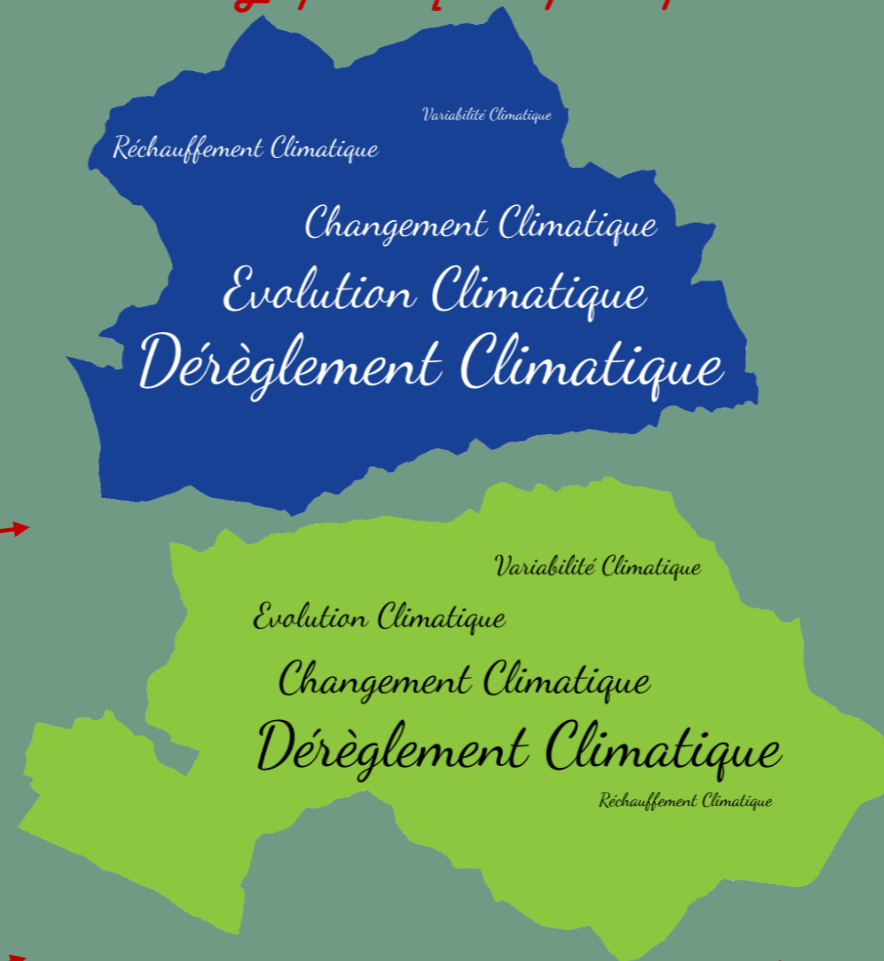 Variabilité Climatique
Réchauffement Climatique
Changement Climatique
Evolution Climatique
Dérèglement Climatique
Variabilité Climatique
Evolution Climatique
Changement Climatique
Dérèglement Climatique
Réchauffement Climatique